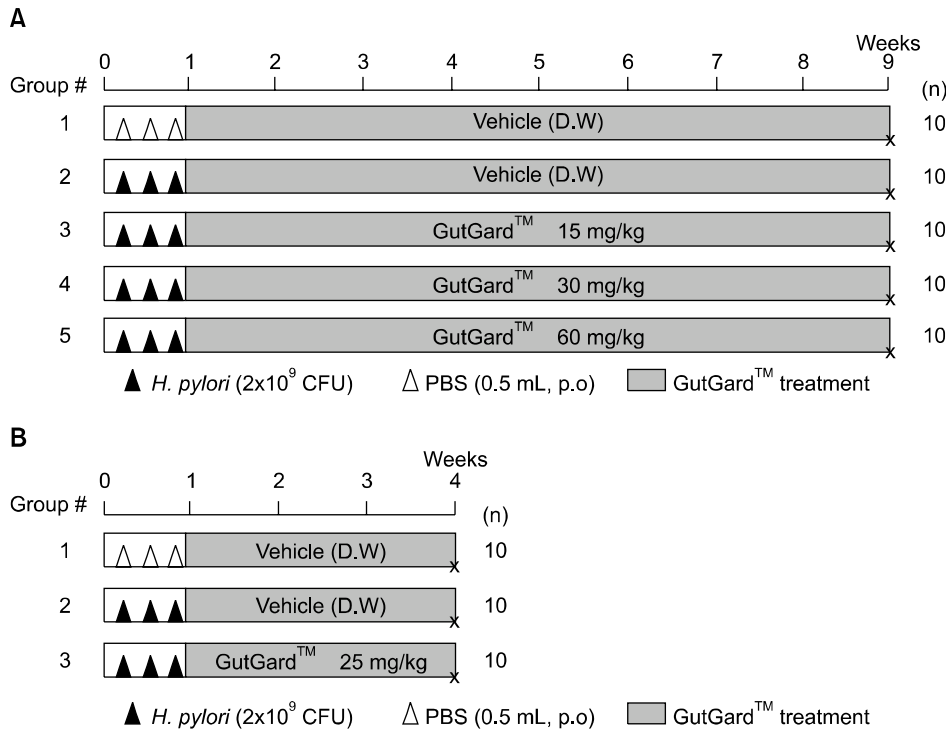 A
Weeks
0 1 2 3 4 5 6 7 8 9
Group # (n)
1 Vehicle (D.W) 10
x
2 Vehicle (D.W) 10
x
3 GutGard™ 15 mg/kg 10
x
4 GutGard™ 30 mg/kg 10
x
5 GutGard™ 60 mg/kg 10
x
H. pylori (2x10⁹ CFU) PBS (0.5 mL, p.o) GutGard™ treatment
B
Weeks
0 1 2 3 4
Group # (n)
1 Vehicle (D.W) 10
x
2 Vehicle (D.W) 10
x
3 GutGard™ 25 mg/kg 10
x
H. pylori (2x10⁹ CFU) PBS (0.5 mL, p.o) GutGard™ treatment